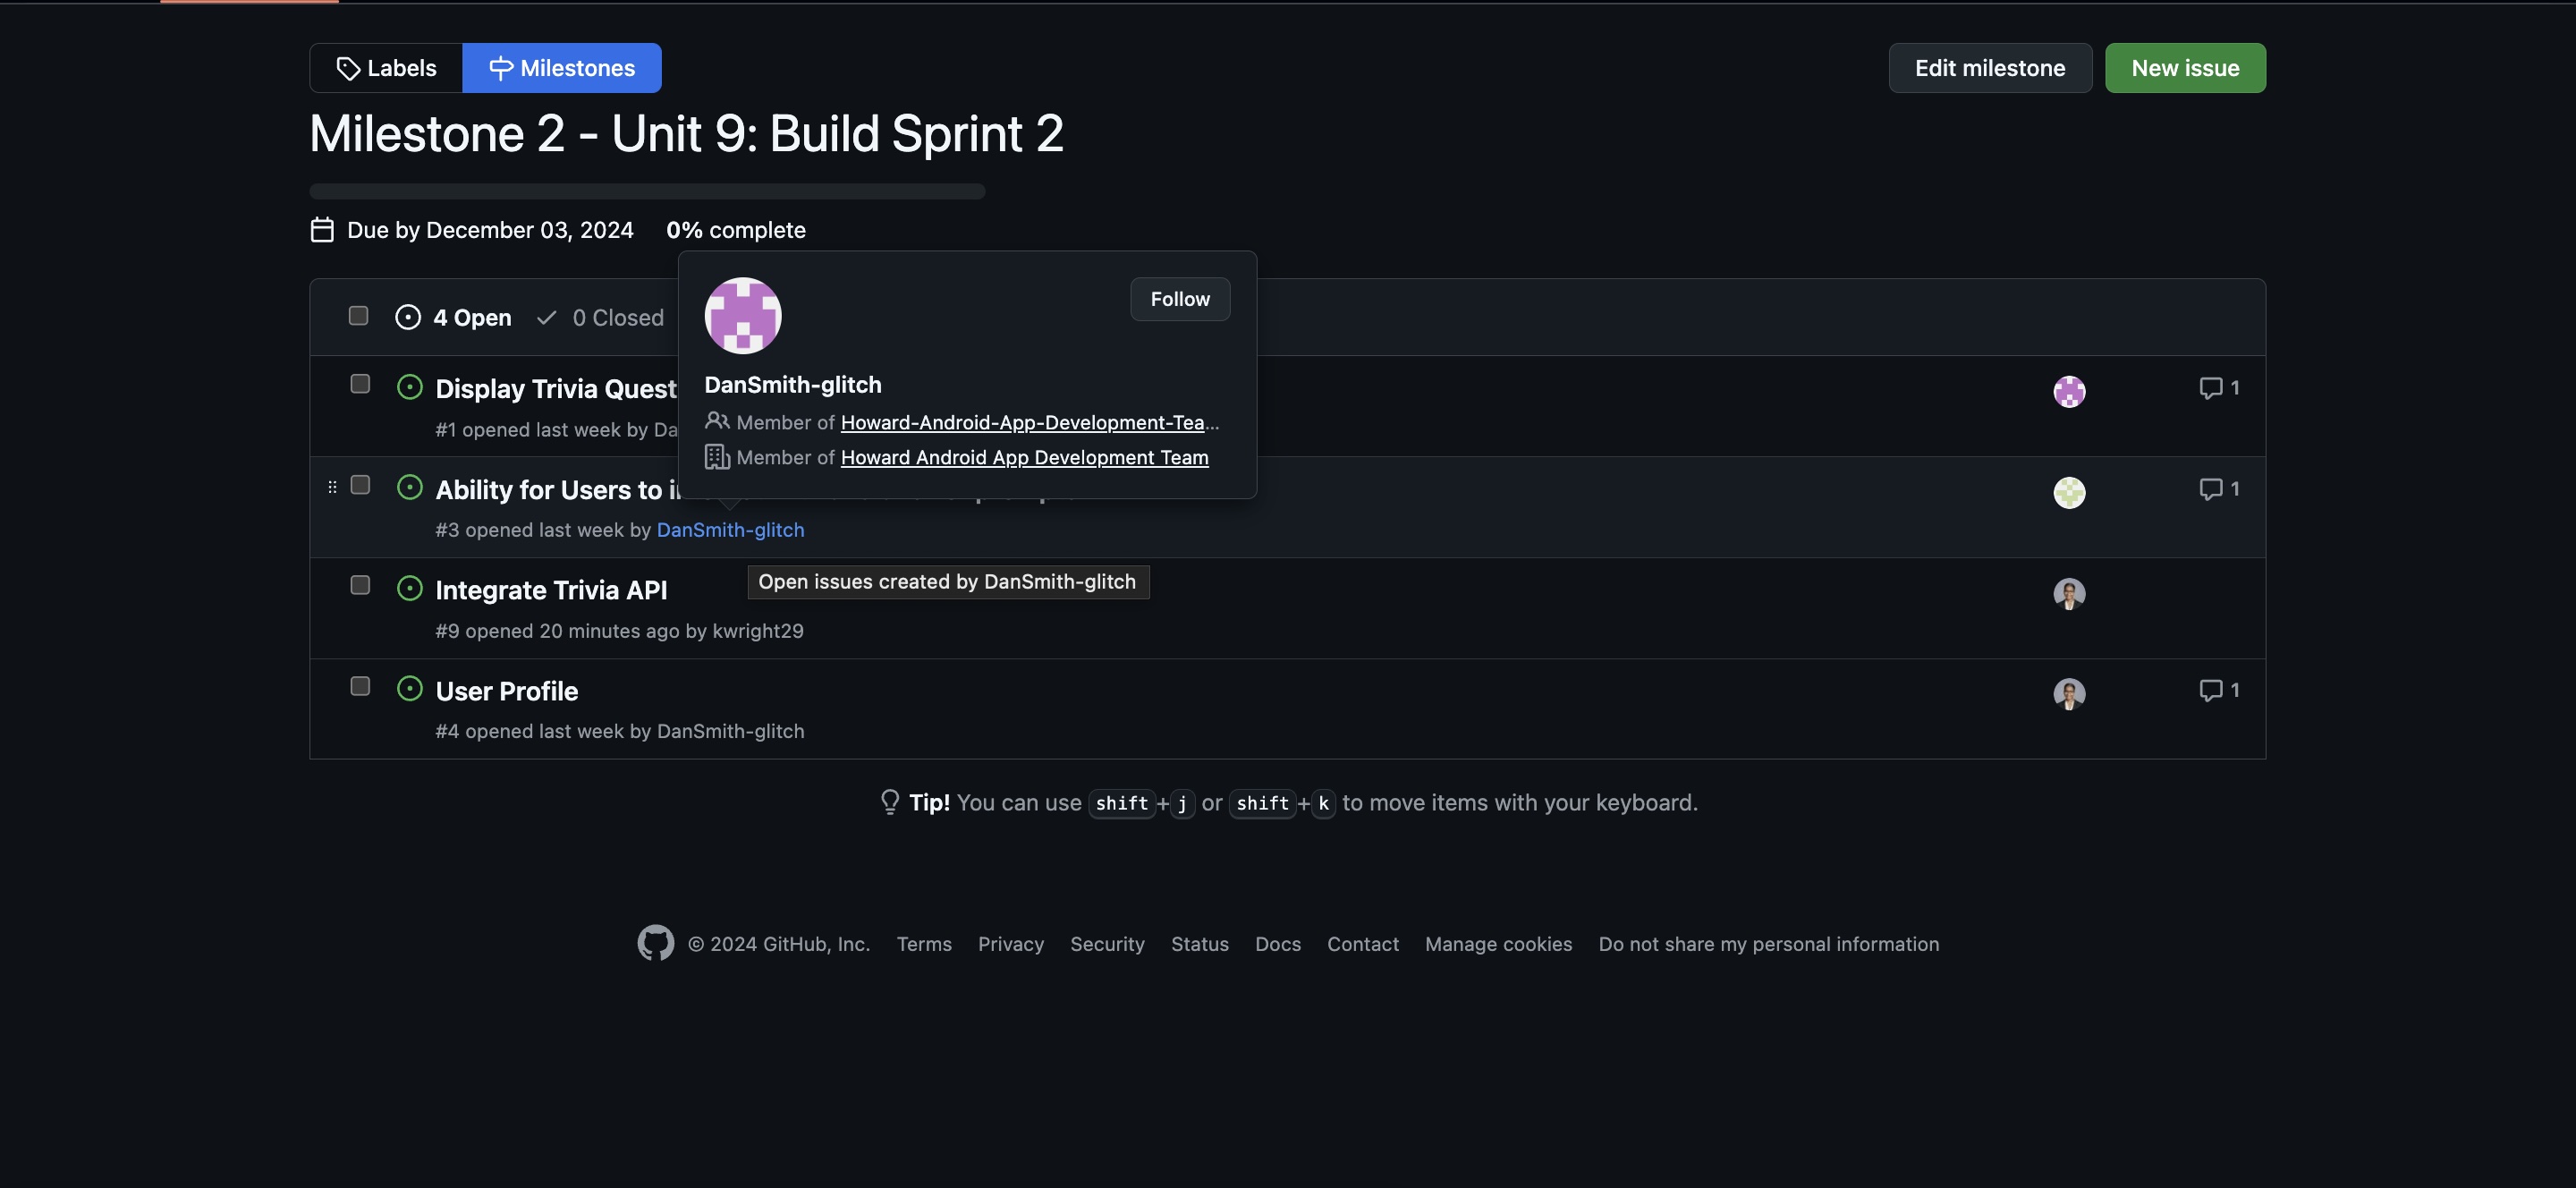 Labels
Milestones
Edit milestone
New issue
Milestone 2 - Unit 9: Build Sprint 2
Due by December 03, 2024
0% complete
4 Open
0 Closed
Follow
DanSmith-glitch
Member of Howard-Android-App-Development-Tea...
Member of Howard Android App Development Team
Display Trivia Quest
1
#1 opened last week by Da
Ability for Users to
1
#3 opened last week by DanSmith-glitch
Open issues created by DanSmith-glitch
Integrate Trivia API
#9 opened 20 minutes ago by kwright29
User Profile
1
#4 opened last week by DanSmith-glitch
Tip! You can use shift+j or shift+k to move items with your keyboard.
© 2024 GitHub, Inc. Terms Privacy Security Status Docs Contact Manage cookies Do not share my personal information